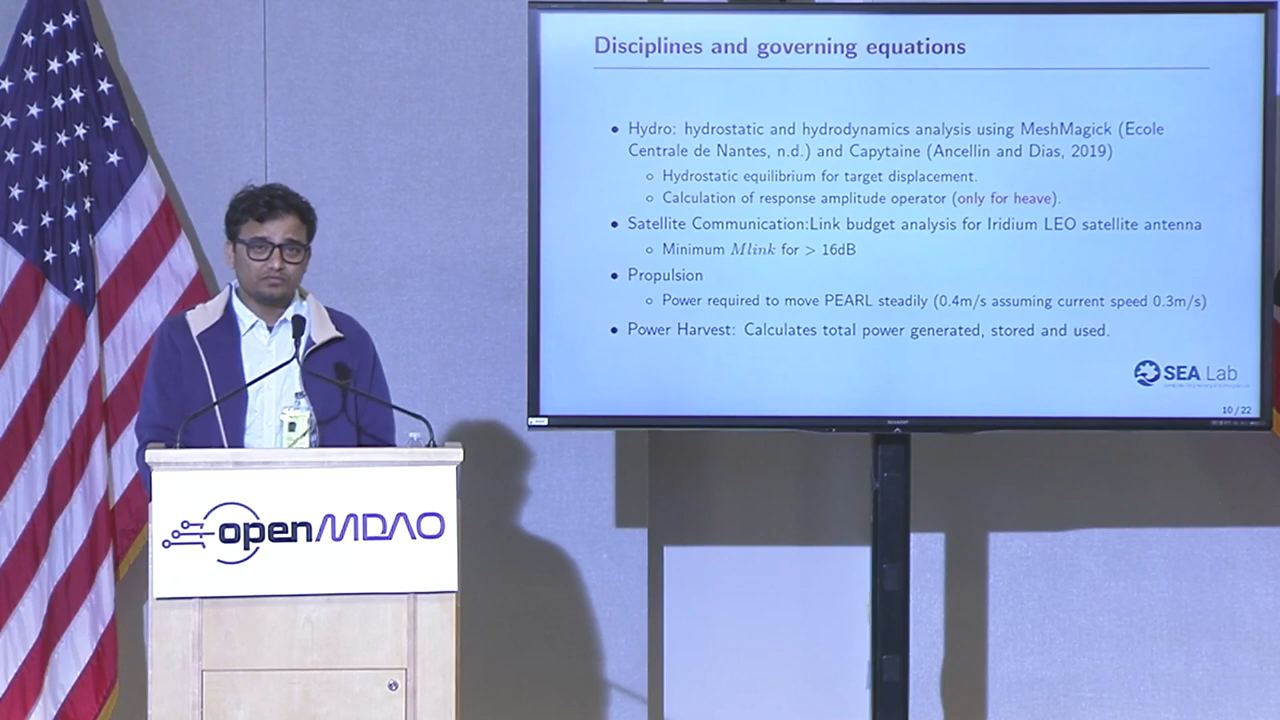 Disciplines and governing equations
• Hydro: hydrostatic and hydrodynamics analysis using MeshMagick (Ecole
Centrale de Nantes, n.d.) and Capytaine (Ancellin and Dias, 2019)
◦ Hydrostatic equilibrium for target displacement.
◦ Calculation of response amplitude operator (only for heave).
• Satellite Communication:Link budget analysis for Iridium LEO satellite antenna
◦ Minimum Mlink for > 16dB
• Propulsion
◦ Power required to move PEARL steadily (0.4m/s assuming current speed 0.3m/s)
• Power Harvest: Calculates total power generated, stored and used.
SEA Lab
10 / 22
openMDAO